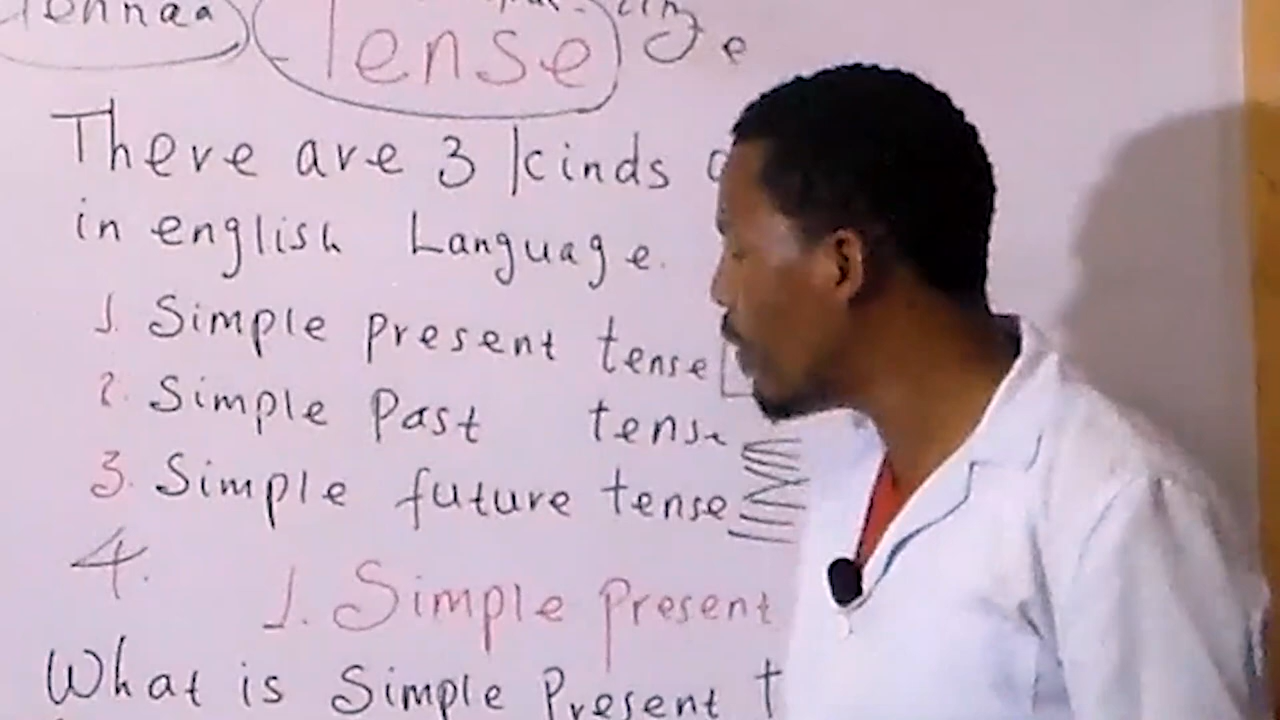 Tense
There are 3 kinds
in english Language.
1. Simple present tense
2. Simple Past tense
3. Simple future tense
4.
1. Simple Present
What is Simple Present